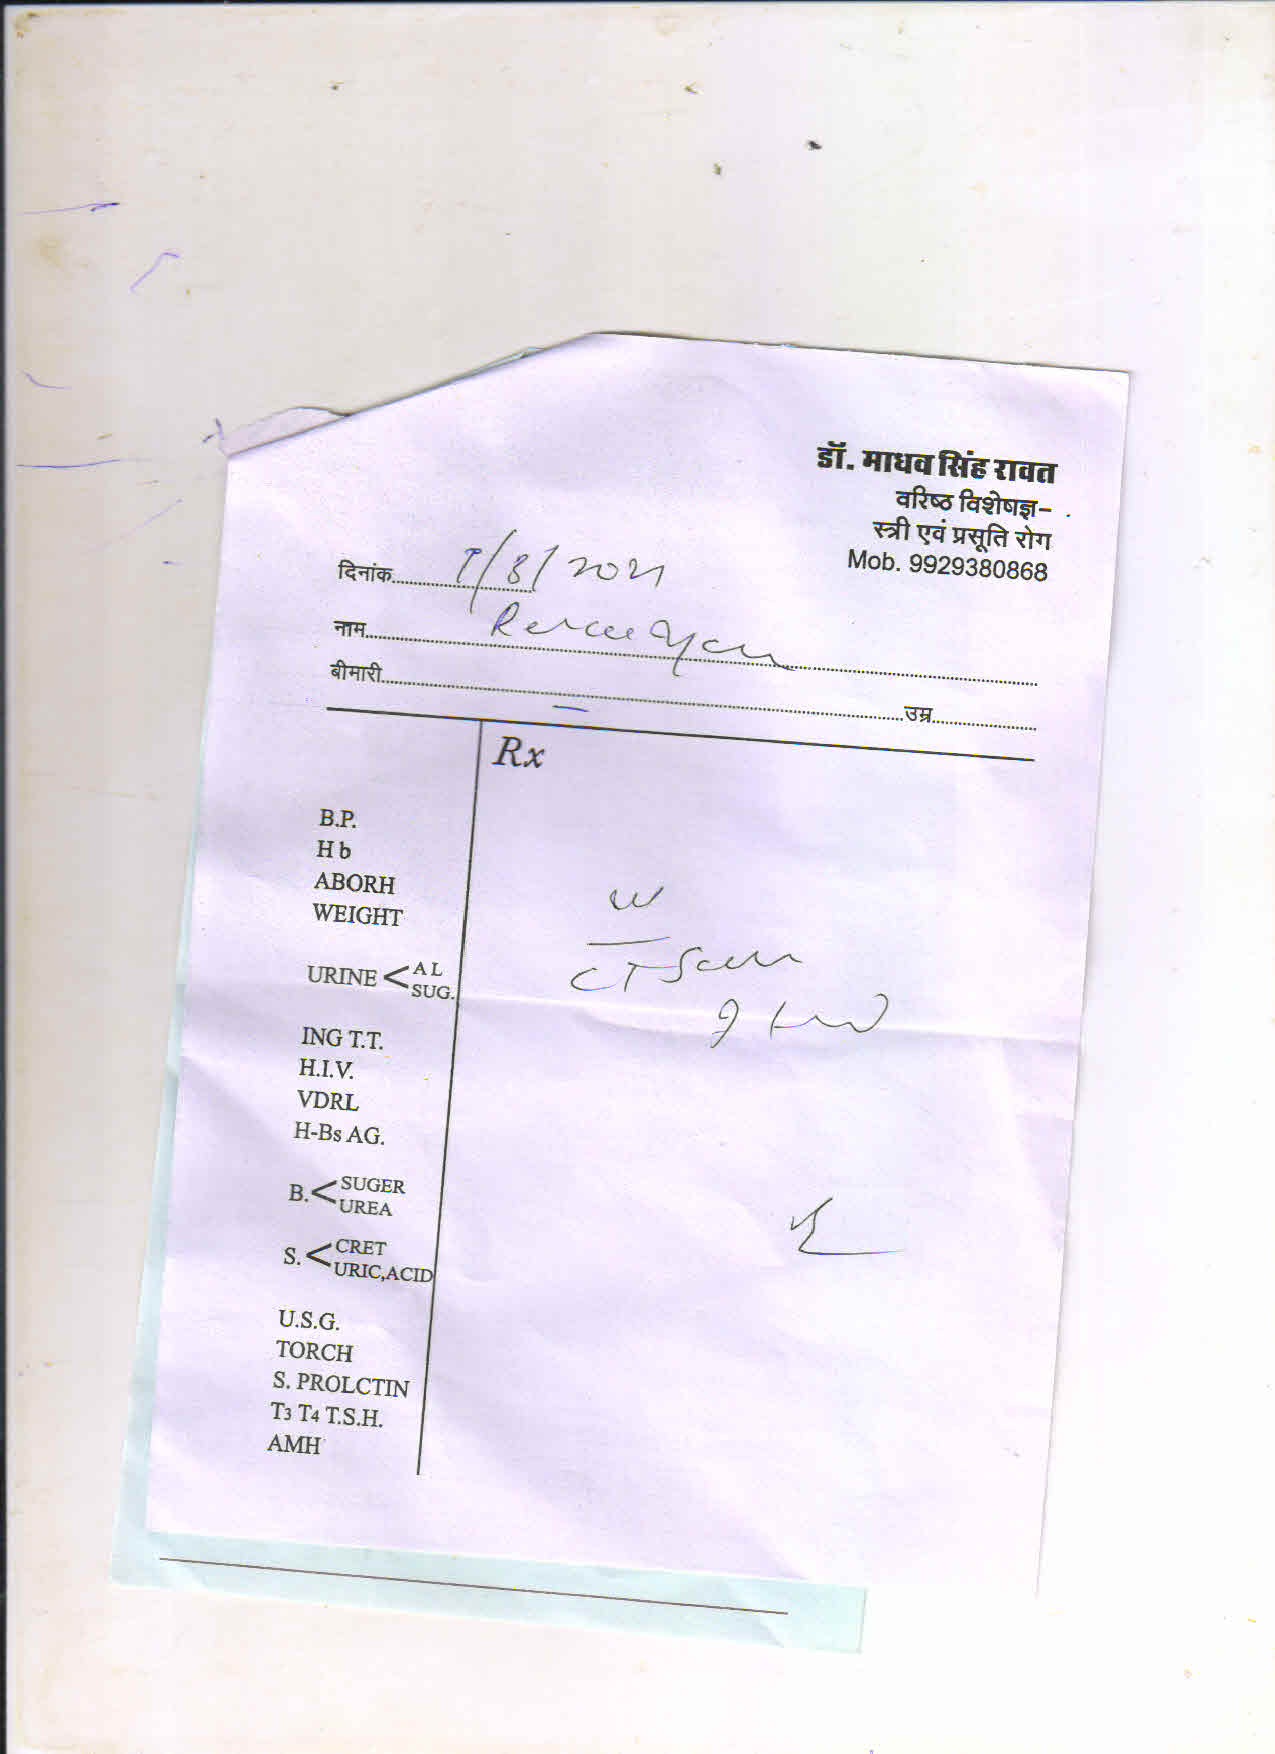 डॉ. माधव सिंह रावत
वरिष्ठ विशेषज्ञ-
स्त्री एवं प्रसूति रोग
Mob. 9929380868
दिनांक /8/2021
नाम
बीमारी उम्र
Rx
B.P.
Hb
ABORH
WEIGHT
URINE < AL
SUG.
CT Scan
ING T.T.
H.I.V.
VDRL
H-Bs AG.
B. < SUGER
UREA
S. < CRET
URIC,ACID
U.S.G.
TORCH
S. PROLCTIN
T3 T4 T.S.H.
AMH